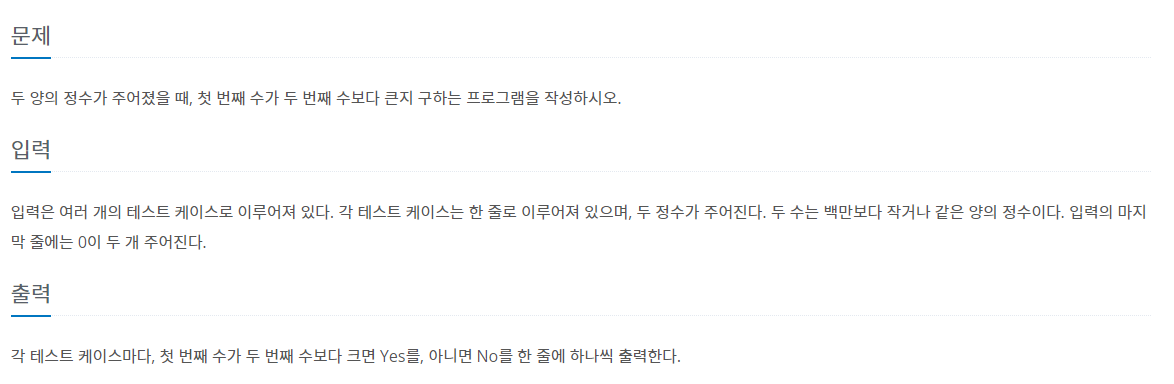 문제
두 양의 정수가 주어졌을 때, 첫 번째 수가 두 번째 수보다 큰지 구하는 프로그램을 작성하시오.
입력
입력은 여러 개의 테스트 케이스로 이루어져 있다. 각 테스트 케이스는 한 줄로 이루어져 있으며, 두 정수가 주어진다. 두 수는 백만보다 작거나 같은 양의 정수이다. 입력의 마지
막 줄에는 0이 두 개 주어진다.
출력
각 테스트 케이스마다, 첫 번째 수가 두 번째 수보다 크면 Yes를, 아니면 No를 한 줄에 하나씩 출력한다.